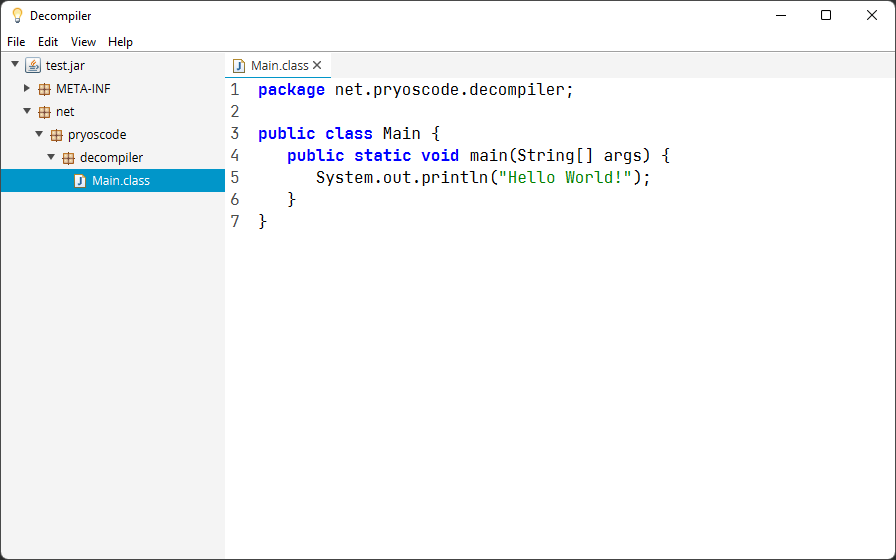 Decompiler
File Edit View Help
test.jar
META-INF
net
pryoscode
decompiler
Main.class
Main.class
1 package net.pryoscode.decompiler;
2
3 public class Main {
4    public static void main(String[] args) {
5       System.out.println("Hello World!");
6    }
7 }